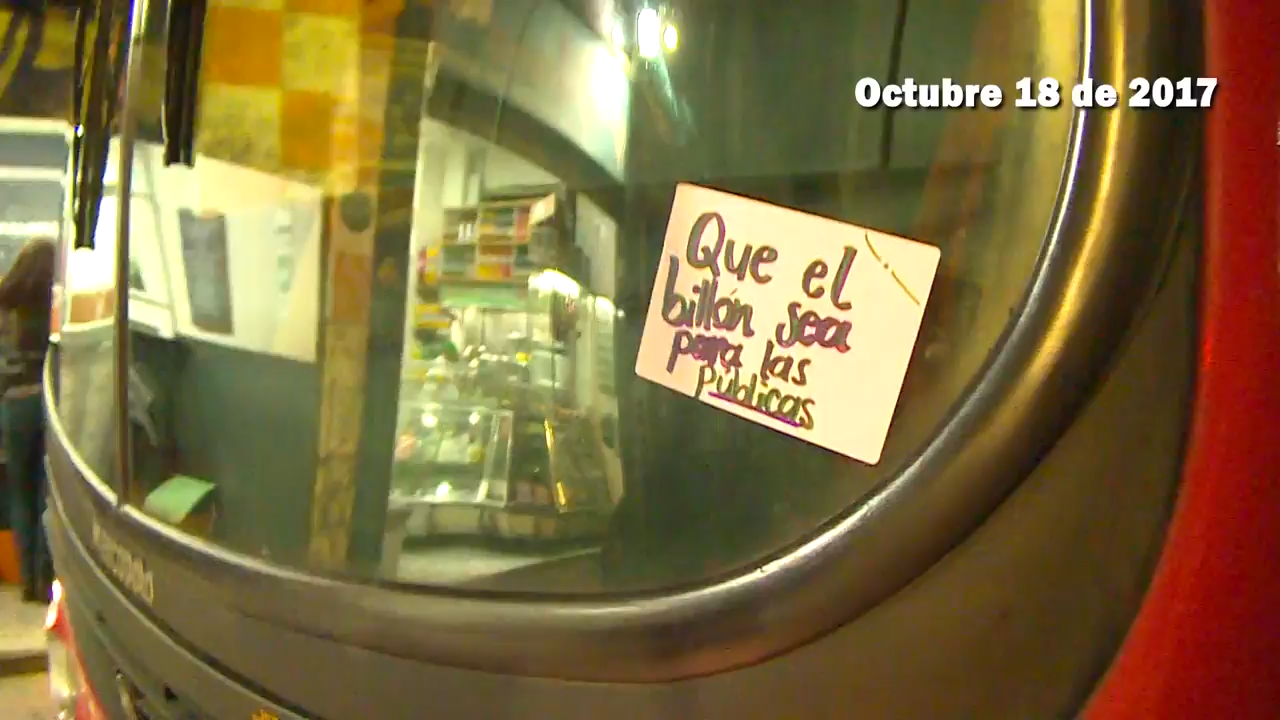 Octubre 18 de 2017
Que el
billón sea
para las
Públicas